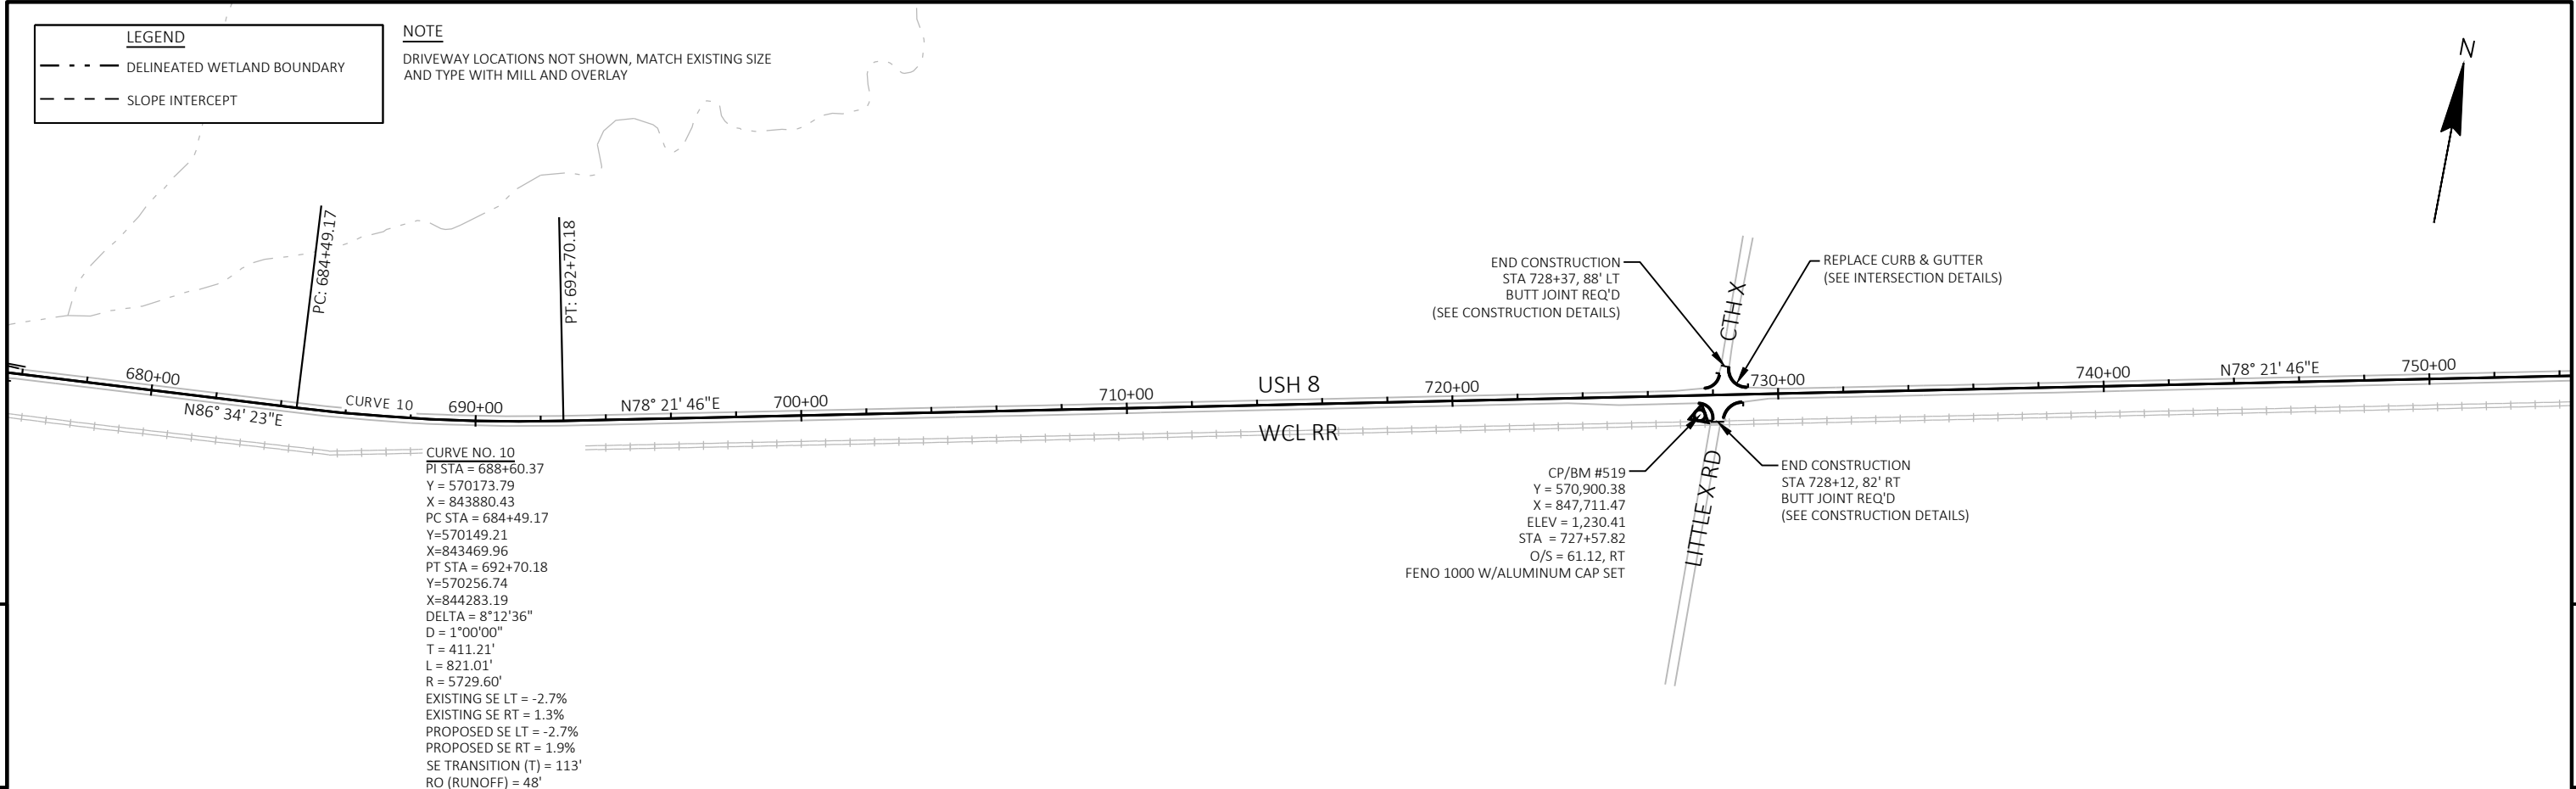 LEGEND
DELINEATED WETLAND BOUNDARY
SLOPE INTERCEPT
NOTE
DRIVEWAY LOCATIONS NOT SHOWN, MATCH EXISTING SIZE
AND TYPE WITH MILL AND OVERLAY
N
PC: 684+49.17
PT: 692+70.18
END CONSTRUCTION
STA 728+37, 88' LT
BUTT JOINT REQ'D
(SEE CONSTRUCTION DETAILS)
CTH X
REPLACE CURB & GUTTER
(SEE INTERSECTION DETAILS)
680+00
N86° 34' 23"E
CURVE 10
690+00
N78° 21' 46"E
700+00
710+00
USH 8
720+00
730+00
740+00
N78° 21' 46"E
750+00
WCL RR
CURVE NO. 10
PI STA = 688+60.37
Y = 570173.79
X = 843880.43
PC STA = 684+49.17
Y=570149.21
X=843469.96
PT STA = 692+70.18
Y=570256.74
X=844283.19
DELTA = 8°12'36"
D = 1°00'00"
T = 411.21'
L = 821.01'
R = 5729.60'
EXISTING SE LT = -2.7%
EXISTING SE RT = 1.3%
PROPOSED SE LT = -2.7%
PROPOSED SE RT = 1.9%
SE TRANSITION (T) = 113'
RO (RUNOFF) = 48'
CP/BM #519
Y = 570,900.38
X = 847,711.47
ELEV = 1,230.41
STA = 727+57.82
O/S = 61.12, RT
FENO 1000 W/ALUMINUM CAP SET
LITTLE X RD
END CONSTRUCTION
STA 728+12, 82' RT
BUTT JOINT REQ'D
(SEE CONSTRUCTION DETAILS)